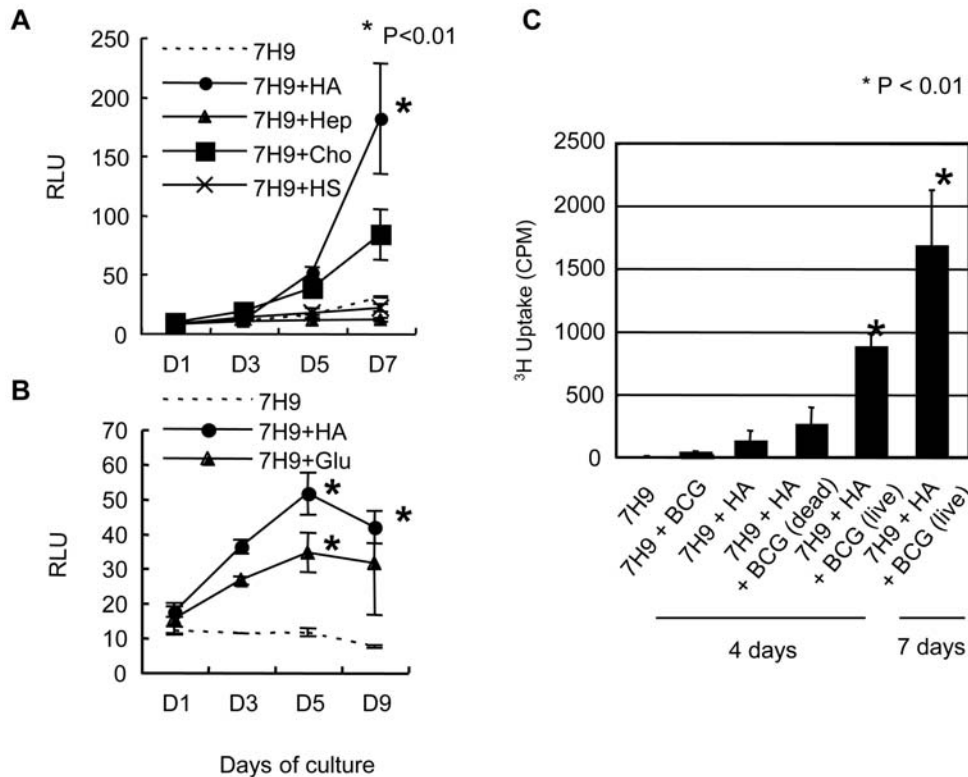 A
* P<0.01
250
200
150
100
50
0
RLU
7H9
7H9+HA
7H9+Hep
7H9+Cho
7H9+HS
*
D1 D3 D5 D7
B
70
60
50
40
30
20
10
0
RLU
7H9
7H9+HA
7H9+Glu
*
*
*
D1 D3 D5 D9
Days of culture
C
* P < 0.01
2500
2000
1500
1000
500
0
³H Uptake (CPM)
*
*
7H9
7H9 + BCG
7H9 + HA
7H9 + HA
+ BCG (dead)
7H9 + HA
+ BCG (live)
7H9 + HA
+ BCG (live)
4 days
7 days